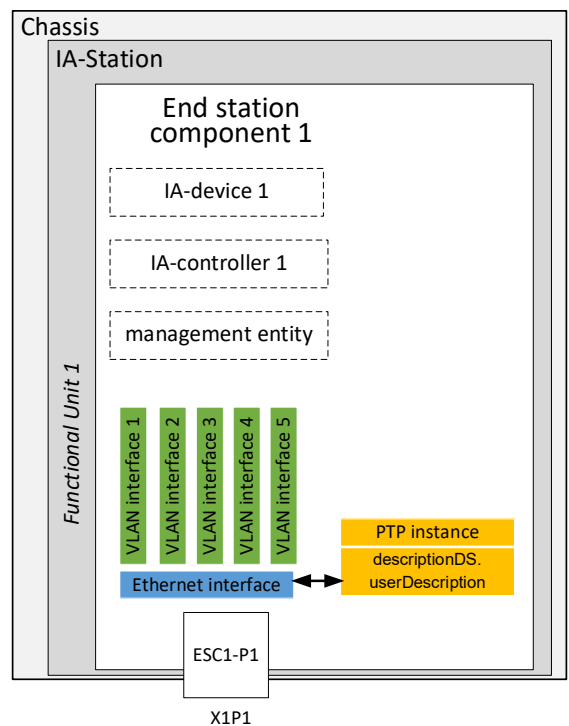 Chassis
IA-Station
End station
component 1
IA-device 1
IA-controller 1
management entity
Functional Unit 1
VLAN interface 1
VLAN interface 2
VLAN interface 3
VLAN interface 4
VLAN interface 5
PTP instance
descriptionDS.
userDescription
Ethernet interface
ESC1-P1
X1P1